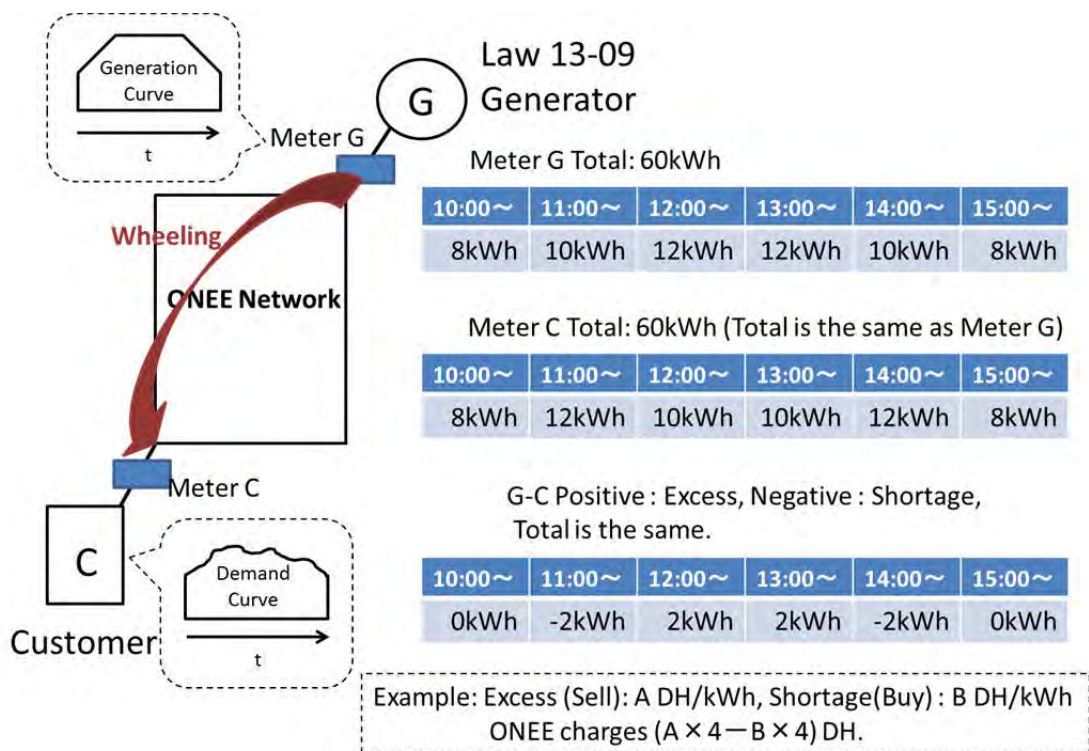 Generation
Curve
t
Law 13-09
Generator
G
Meter G
Wheeling
ONEE Network
Meter C
C
Customer
Demand
Curve
t
Meter G Total: 60kWh
10:00～ 11:00～ 12:00～ 13:00～ 14:00～ 15:00～
8kWh 10kWh 12kWh 12kWh 10kWh 8kWh
Meter C Total: 60kWh (Total is the same as Meter G)
10:00～ 11:00～ 12:00～ 13:00～ 14:00～ 15:00～
8kWh 12kWh 10kWh 10kWh 12kWh 8kWh
G-C Positive : Excess, Negative : Shortage,
Total is the same.
10:00～ 11:00～ 12:00～ 13:00～ 14:00～ 15:00～
0kWh -2kWh 2kWh 2kWh -2kWh 0kWh
Example: Excess (Sell): A DH/kWh, Shortage(Buy) : B DH/kWh
ONEE charges (A × 4－B × 4) DH.